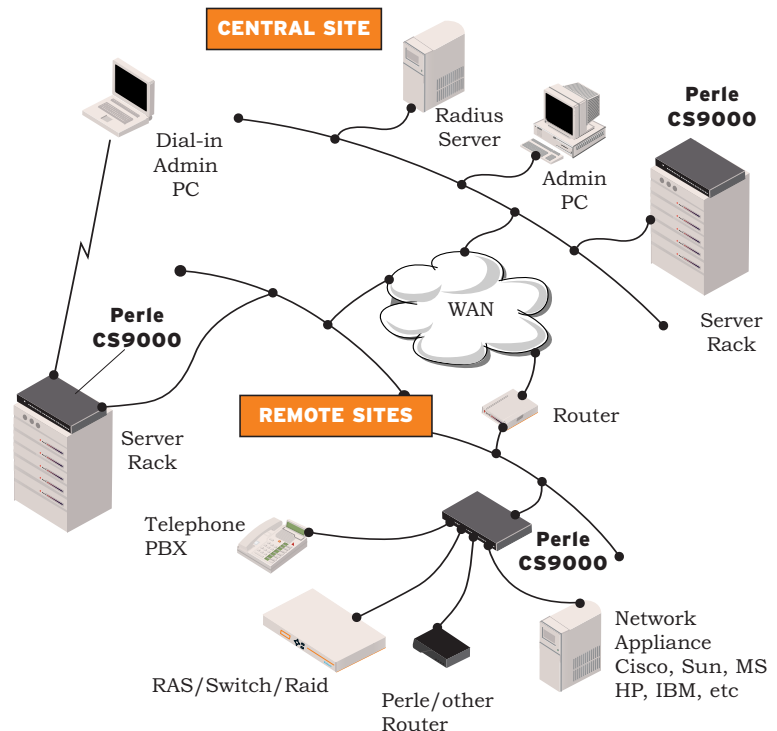 CENTRAL SITE
Dial-in
Admin
PC
Radius
Server
Admin
PC
Perle
CS9000
Server
Rack
WAN
Perle
CS9000
Server
Rack
REMOTE SITES
Router
Telephone
PBX
Perle
CS9000
RAS/Switch/Raid
Perle/other
Router
Network
Appliance
Cisco, Sun, MS
HP, IBM, etc